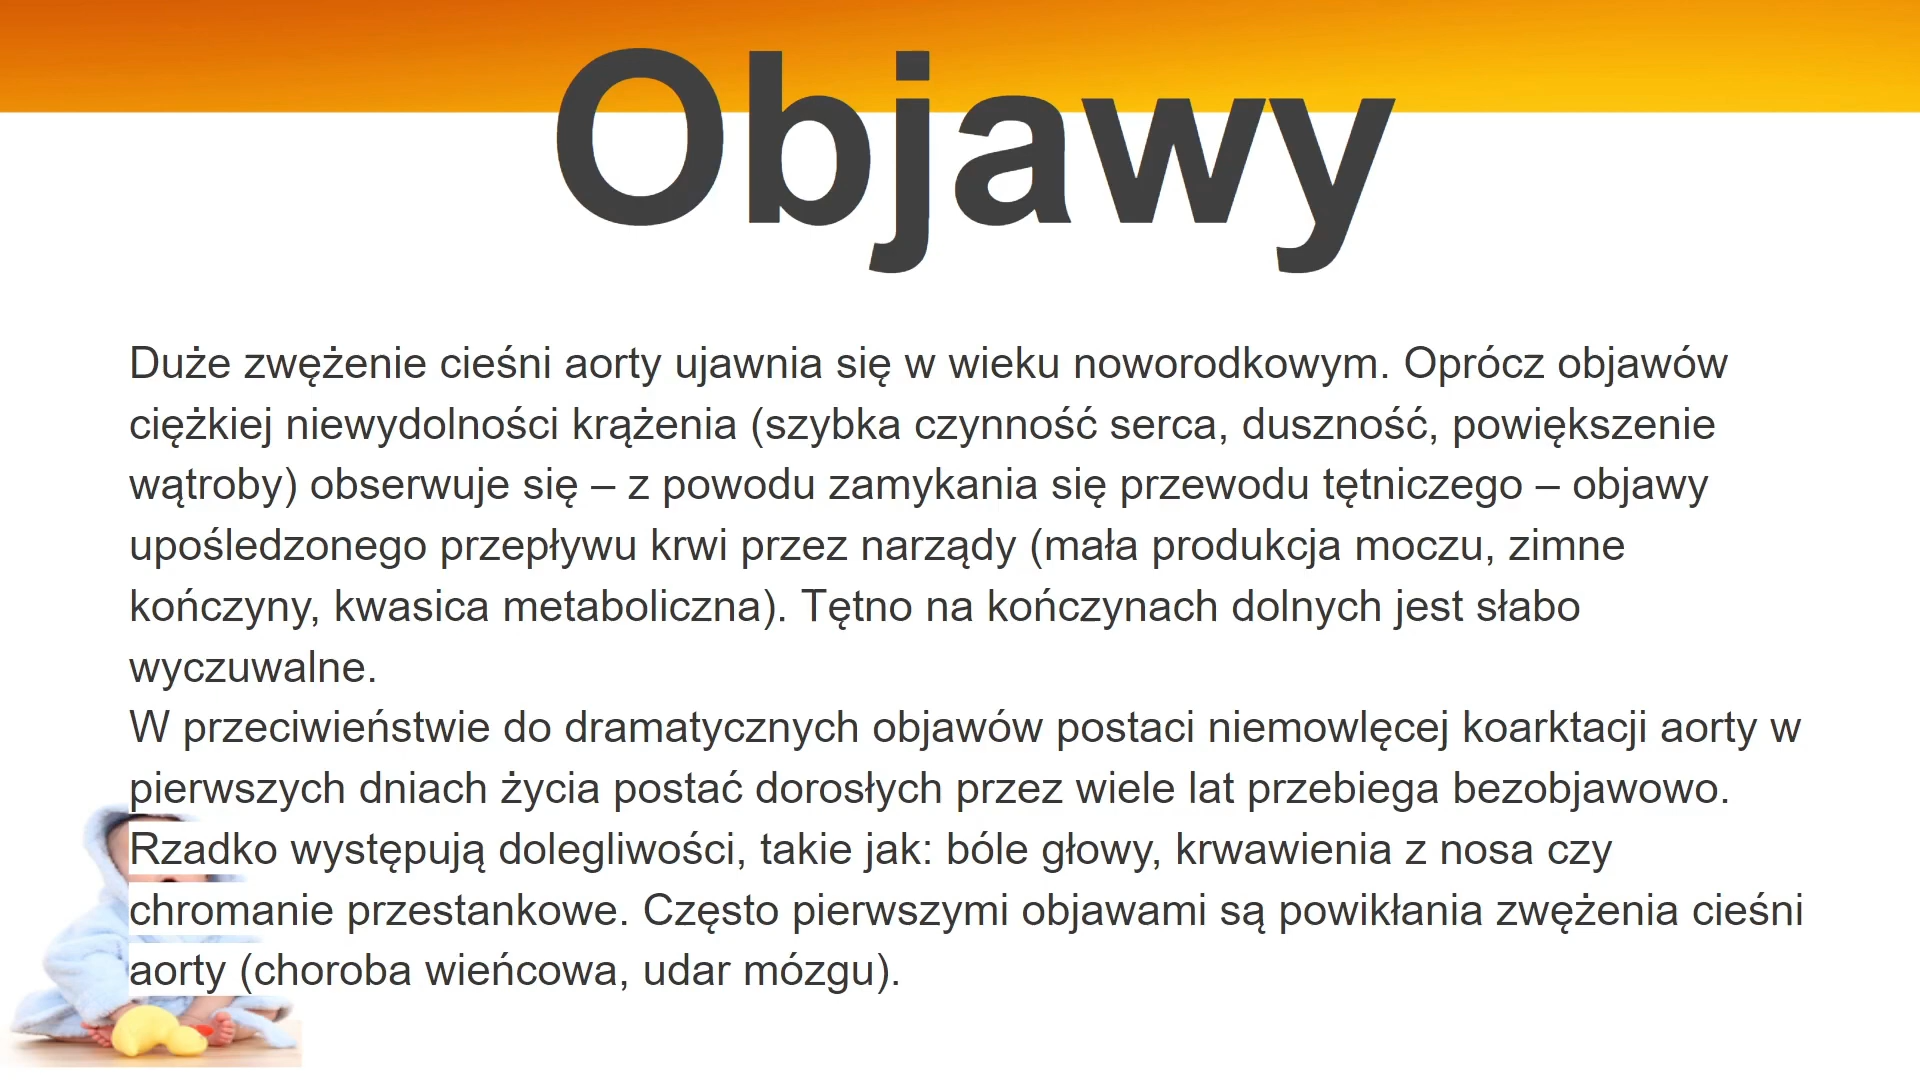 Objawy
Duże zwężenie cieśni aorty ujawnia się w wieku noworodkowym. Oprócz objawów
ciężkiej niewydolności krążenia (szybka czynność serca, duszność, powiększenie
wątroby) obserwuje się – z powodu zamykania się przewodu tętniczego – objawy
upośledzonego przepływu krwi przez narządy (mała produkcja moczu, zimne
kończyny, kwasica metaboliczna). Tętno na kończynach dolnych jest słabo
wyczuwalne.
W przeciwieństwie do dramatycznych objawów postaci niemowlęcej koarktacji aorty w
pierwszych dniach życia postać dorosłych przez wiele lat przebiega bezobjawowo.
Rzadko występują dolegliwości, takie jak: bóle głowy, krwawienia z nosa czy
chromanie przestankowe. Często pierwszymi objawami są powikłania zwężenia cieśni
aorty (choroba wieńcowa, udar mózgu).